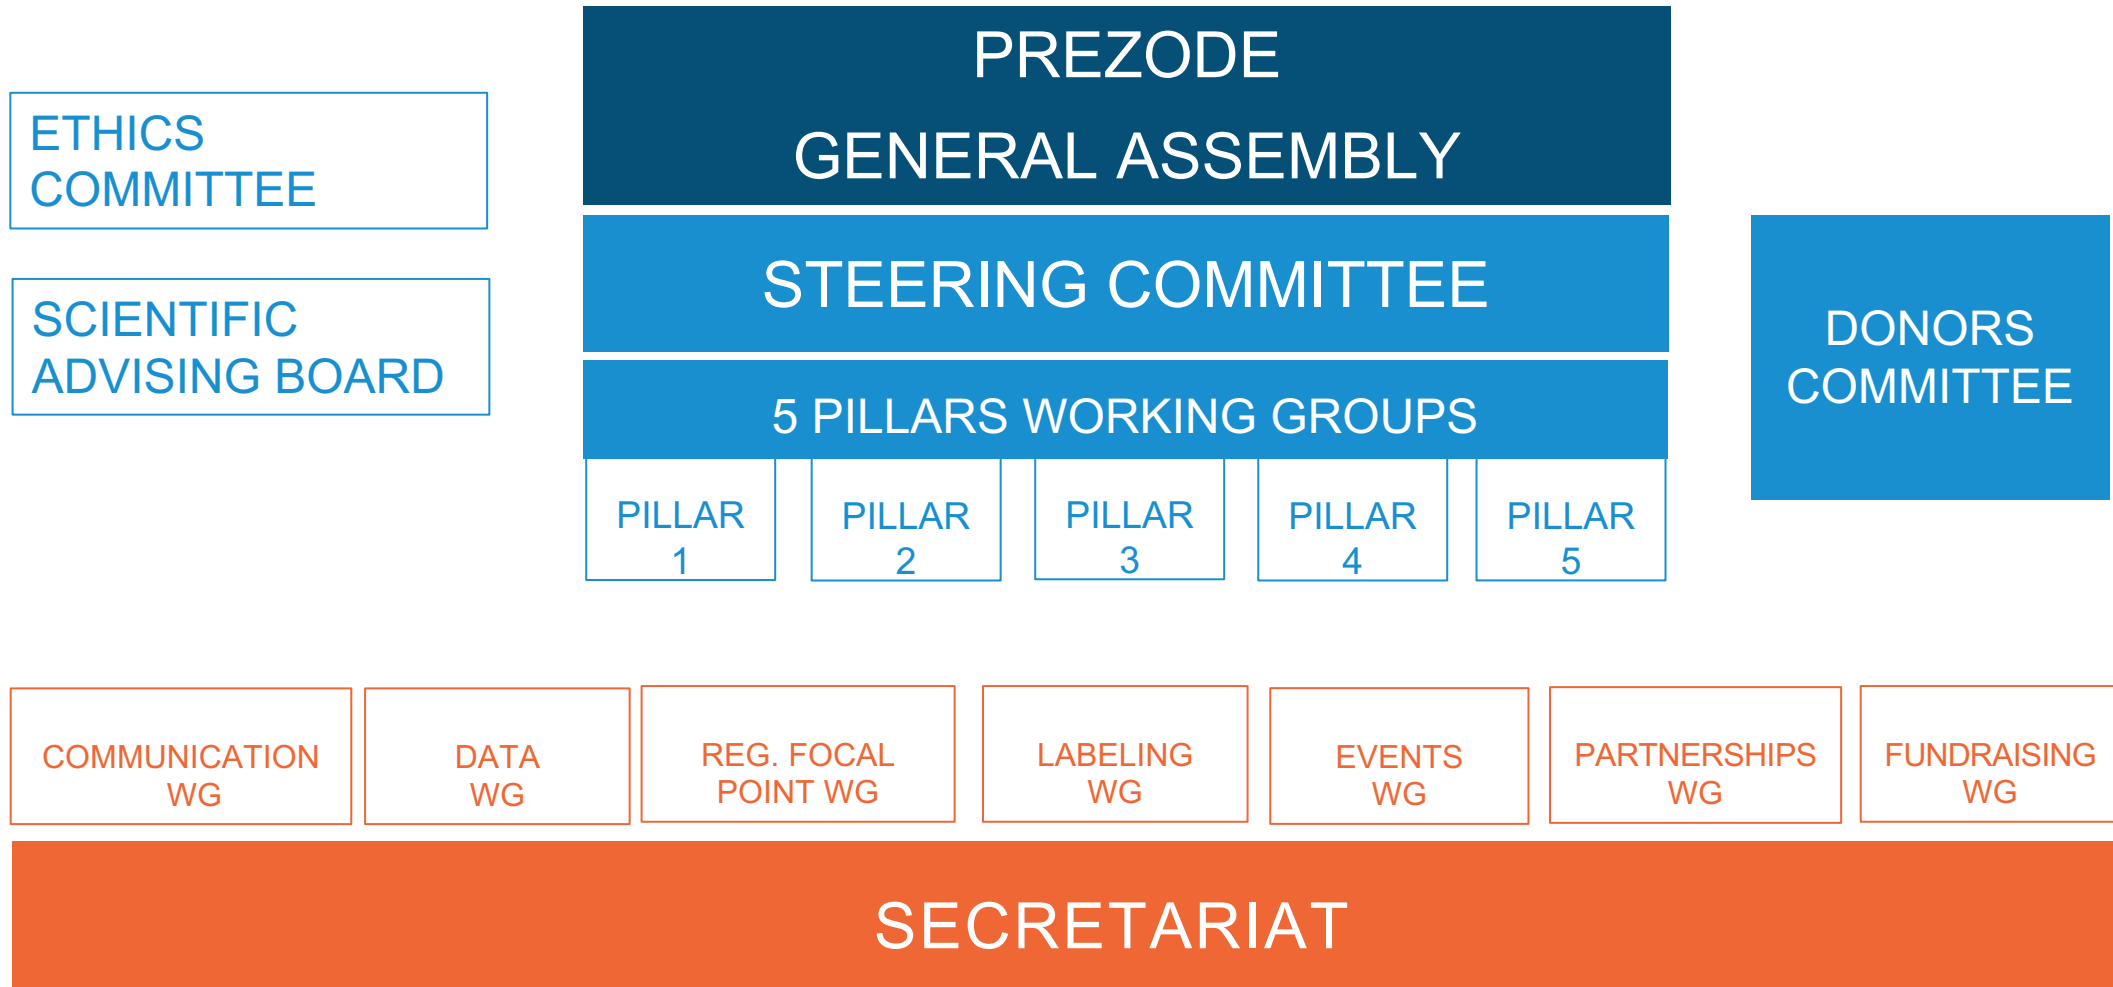 PREZODE
GENERAL ASSEMBLY
ETHICS
COMMITTEE
SCIENTIFIC
ADVISING BOARD
STEERING COMMITTEE
DONORS
COMMITTEE
5 PILLARS WORKING GROUPS
PILLAR
1
PILLAR
2
PILLAR
3
PILLAR
4
PILLAR
5
COMMUNICATION
WG
DATA
WG
REG. FOCAL
POINT WG
LABELING
WG
EVENTS
WG
PARTNERSHIPS
WG
FUNDRAISING
WG
SECRETARIAT